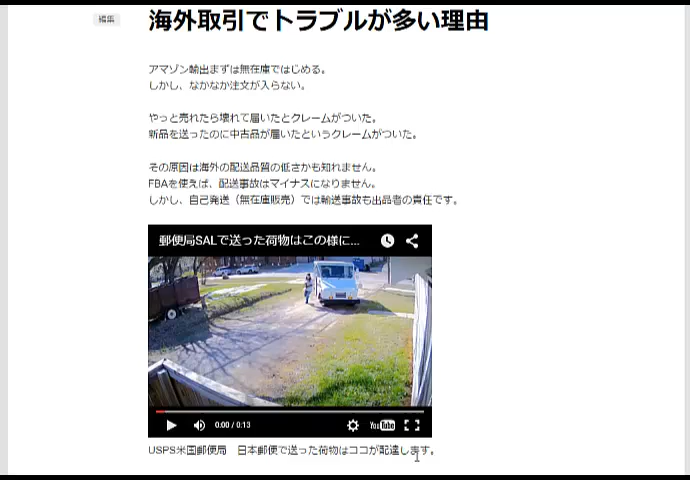 編集
海外取引でトラブルが多い理由
アマゾン輸出まずは無在庫ではじめる。
しかし、なかなか注文が入らない。
やっと売れたら壊れて届いたとクレームがついた。
新品を送ったのに中古品が届いたというクレームがついた。
その原因は海外の配送品質の低さかも知れません。
FBAを使えば、配送事故はマイナスになりません。
しかし、自己発送（無在庫販売）では輸送事故も出品者の責任です。
郵便局SALで送った荷物はこの様に...
0:00 / 0:13
YouTube
USPS米国郵便局　日本郵便で送った荷物はココが配達します。